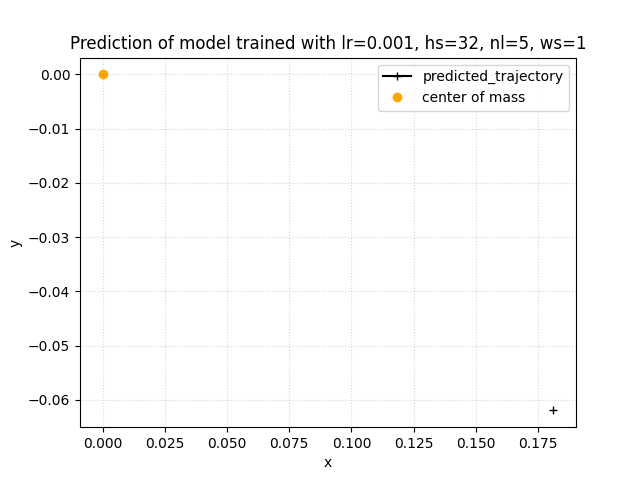 Prediction of model trained with lr=0.001, hs=32, nl=5, ws=1
predicted_trajectory
center of mass
0.00
−0.01
−0.02
−0.03
−0.04
−0.05
−0.06
y
0.000 0.025 0.050 0.075 0.100 0.125 0.150 0.175
x